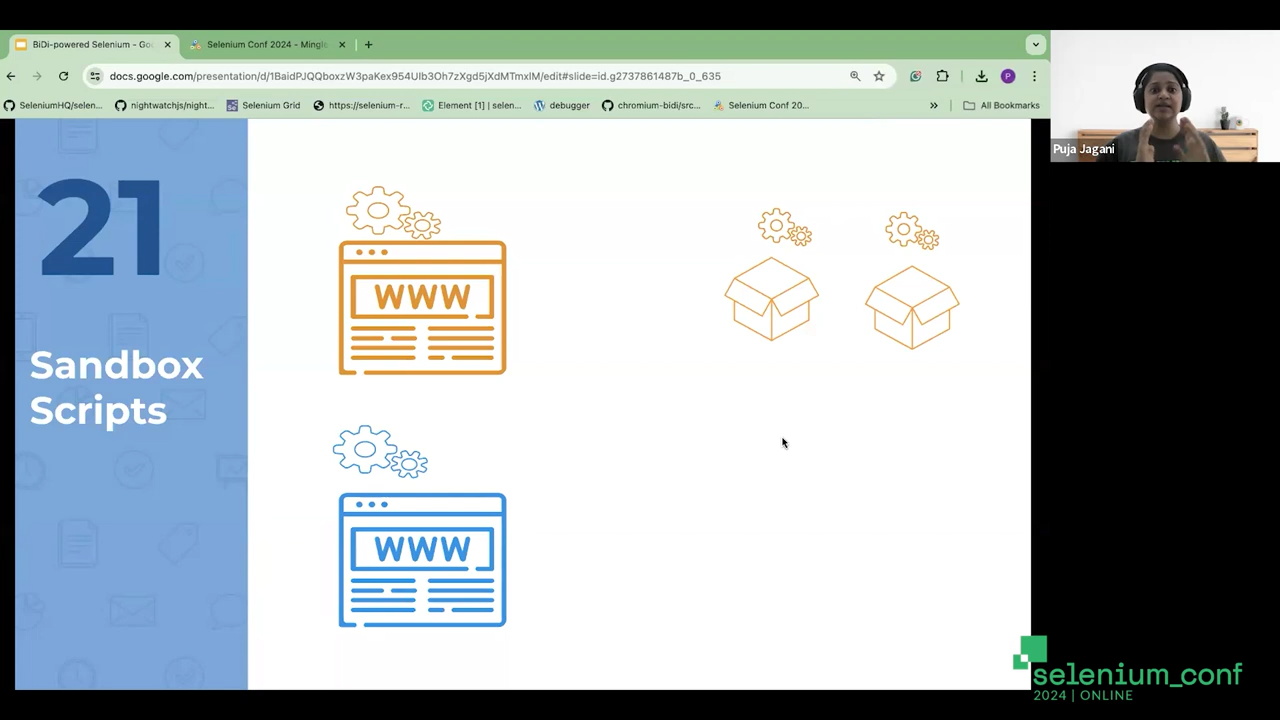 BiDi-powered Selenium - Goo
Selenium Conf 2024 - Mingle
docs.google.com/presentation/d/1BaidPJQQboxzW3paKex954UIb3Oh7zXgd5jXdMTmxIM/edit#slide=id.g2737861487b_0_635
P
SeleniumHQ/selen...
nightwatchjs/night...
Selenium Grid
https://selenium-r...
Element [1] | selen...
debugger
chromium-bidi/src...
Selenium Conf 20...
»
All Bookmarks
Puja Jagani
21
Sandbox
Scripts
WWW
WWW
selenium_conf
2024 | ONLINE